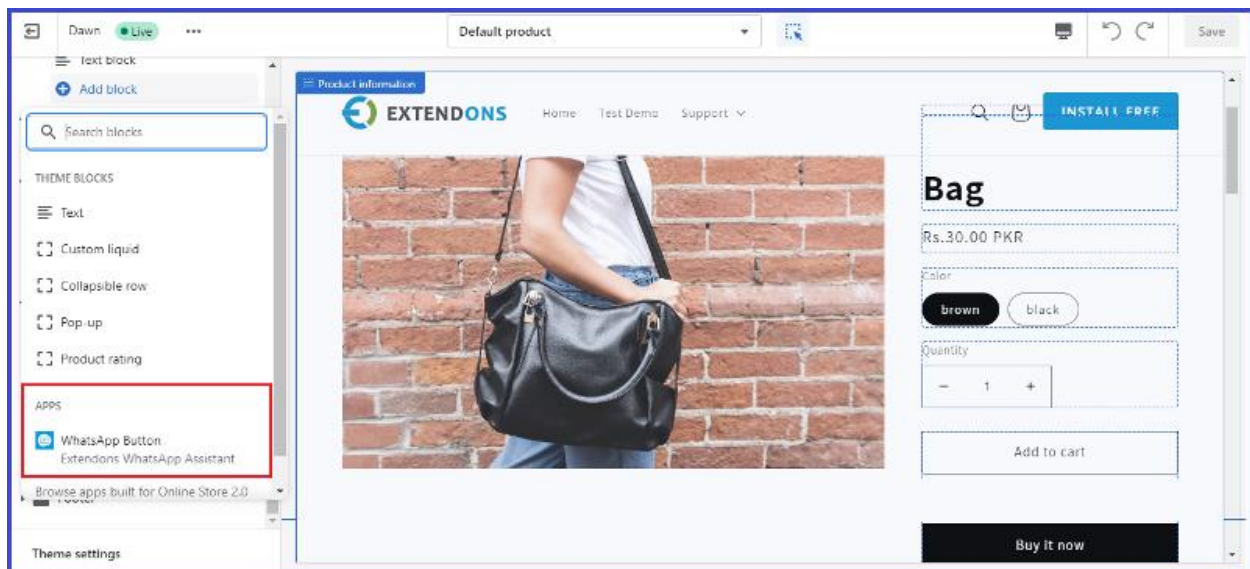 Dawn
Live
Default product
Save
Text block
Add block
Search blocks
THEME BLOCKS
Text
Custom liquid
Collapsible row
Pop-up
Product rating
APPS
WhatsApp Button
Extendons WhatsApp Assistant
Browse apps built for Online Store 2.0
Footer
Theme settings
Product information
EXTENDONS
Home
Test Demo
Support
INSTALL FREE
Bag
Rs.30.00 PKR
Color
brown
black
Quantity
− 1 +
Add to cart
Buy it now